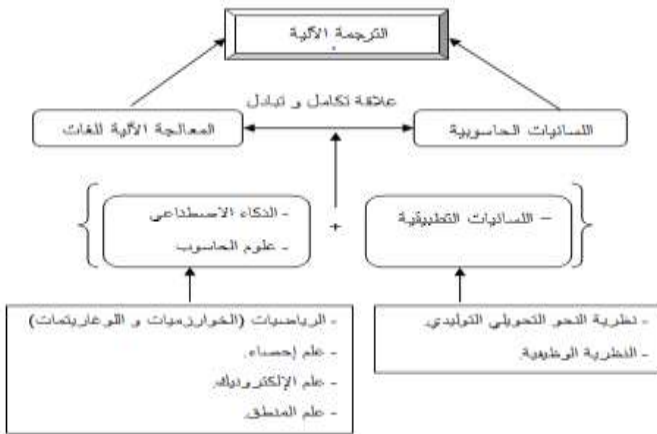 الترجمة الآلية
علاقة تكامل و تبادل
اللسانيات الحاسوبية
المعالجة الآلية للغات
– اللسانيات التطبيقية
+
- الذكاء الاصطناعي
- علوم الحاسوب
- نظرية النحو التحويلي التوليدي.
- النظرية الوظيفية.
- الرياضيات (الخوارزميات و اللوغاريتمات)
- علم إحصاء.
- علم الإلكترونيك.
- علم المنطق.